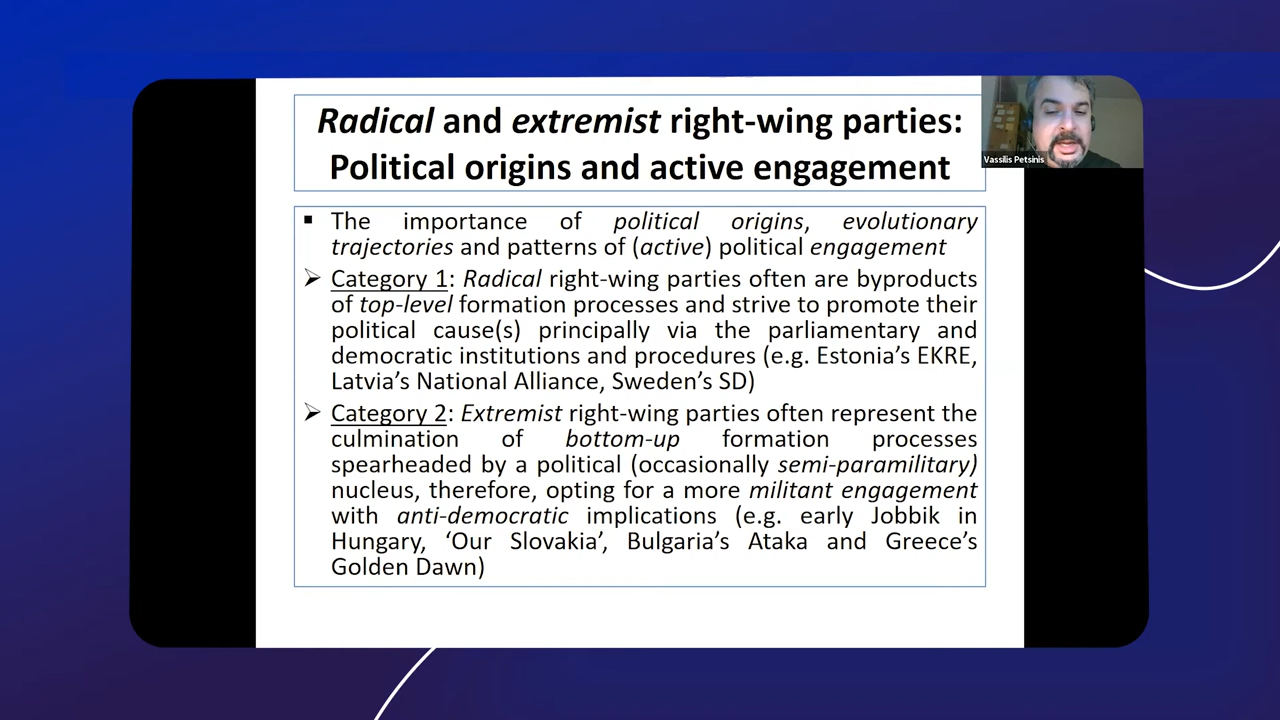 Radical and extremist right-wing parties:
Political origins and active engagement
Vassilis Petsinis
▪ The importance of political origins, evolutionary
trajectories and patterns of (active) political engagement
➢ Category 1: Radical right-wing parties often are byproducts
of top-level formation processes and strive to promote their
political cause(s) principally via the parliamentary and
democratic institutions and procedures (e.g. Estonia’s EKRE,
Latvia’s National Alliance, Sweden’s SD)
➢ Category 2: Extremist right-wing parties often represent the
culmination of bottom-up formation processes
spearheaded by a political (occasionally semi-paramilitary)
nucleus, therefore, opting for a more militant engagement
with anti-democratic implications (e.g. early Jobbik in
Hungary, ‘Our Slovakia’, Bulgaria’s Ataka and Greece’s
Golden Dawn)